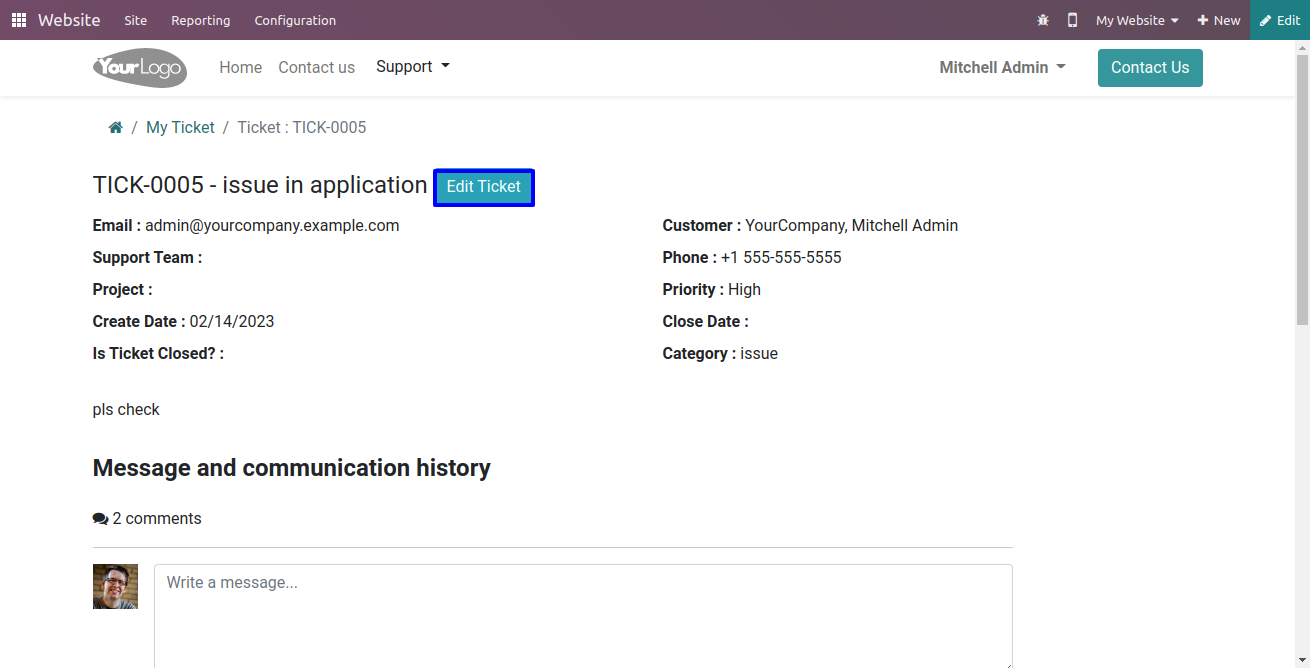 Website Site Reporting Configuration My Website New Edit
YourLogo Home Contact us Support Mitchell Admin Contact Us
/ My Ticket / Ticket : TICK-0005
TICK-0005 - issue in application Edit Ticket
Email : admin@yourcompany.example.com Customer : YourCompany, Mitchell Admin
Support Team : Phone : +1 555-555-5555
Project : Priority : High
Create Date : 02/14/2023 Close Date :
Is Ticket Closed? : Category : issue
pls check
Message and communication history
2 comments
Write a message...